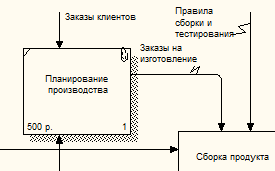 Заказы клиентов
Правила
сборки и
тестирования
Заказы на
изготовление
Планирование
производства
500 р. 1
Сборка продукта